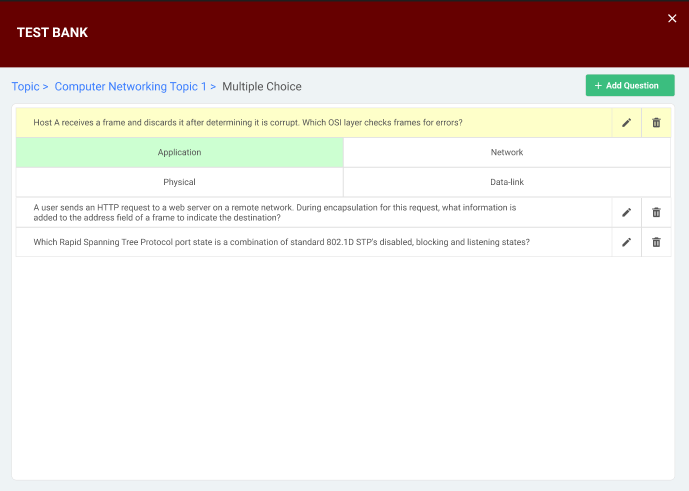 TEST BANK
Topic > Computer Networking Topic 1 > Multiple Choice
+ Add Question
Host A receives a frame and discards it after determining it is corrupt. Which OSI layer checks frames for errors?
Application
Network
Physical
Data-link
A user sends an HTTP request to a web server on a remote network. During encapsulation for this request, what information is
added to the address field of a frame to indicate the destination?
Which Rapid Spanning Tree Protocol port state is a combination of standard 802.1D STP's disabled, blocking and listening states?